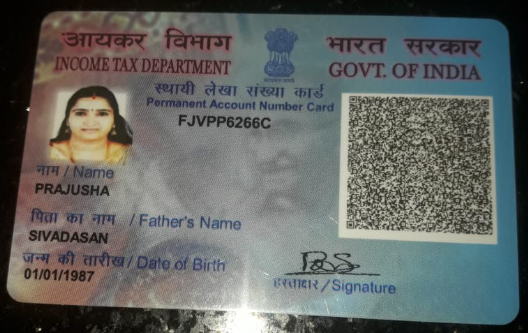 आयकर विभाग
INCOME TAX DEPARTMENT
भारत सरकार
GOVT. OF INDIA
स्थायी लेखा संख्या कार्ड
Permanent Account Number Card
FJVPP6266C
नाम / Name
PRAJUSHA
पिता का नाम / Father's Name
SIVADASAN
जन्म की तारीख / Date of Birth
01/01/1987
हस्ताक्षर / Signature